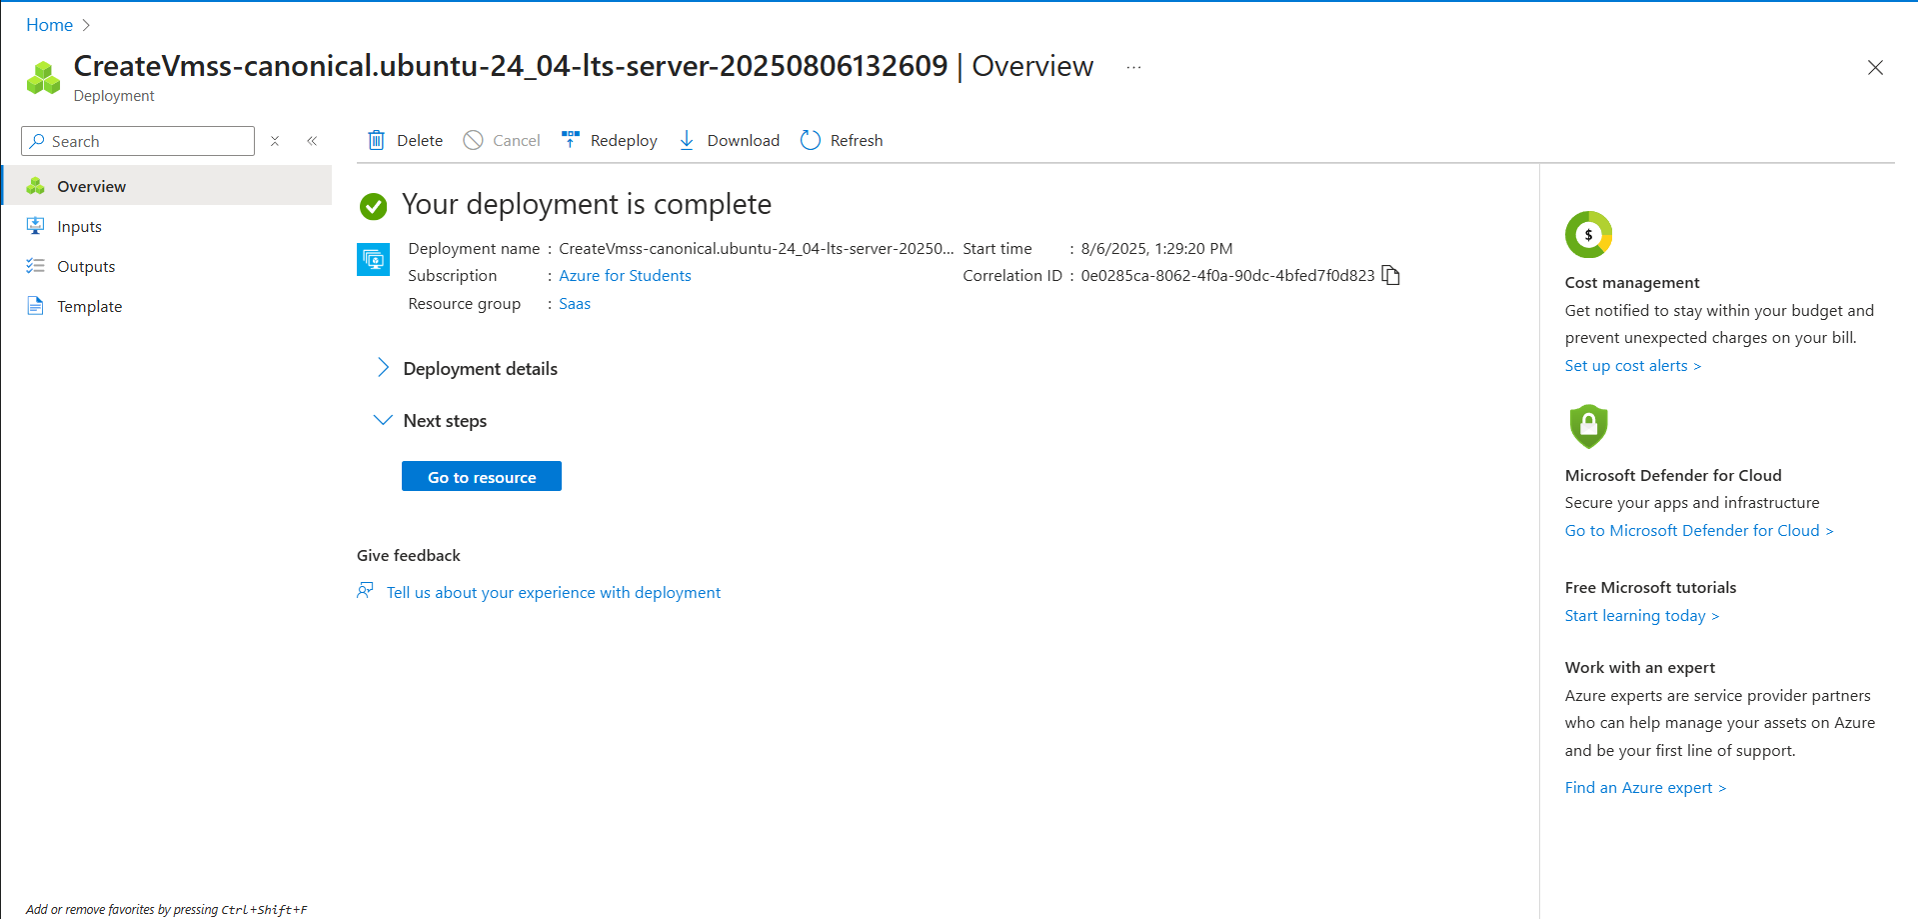 Home >
CreateVmss-canonical.ubuntu-24_04-lts-server-20250806132609 | Overview ...
Deployment
Search
Overview
Inputs
Outputs
Template
Delete Cancel Redeploy Download Refresh
Your deployment is complete
Deployment name : CreateVmss-canonical.ubuntu-24_04-lts-server-20250...
Subscription : Azure for Students
Resource group : Saas
Start time : 8/6/2025, 1:29:20 PM
Correlation ID : 0e0285ca-8062-4f0a-90dc-4bfed7f0d823
Deployment details
Next steps
Go to resource
Give feedback
Tell us about your experience with deployment
$
Cost management
Get notified to stay within your budget and
prevent unexpected charges on your bill.
Set up cost alerts >
Microsoft Defender for Cloud
Secure your apps and infrastructure
Go to Microsoft Defender for Cloud >
Free Microsoft tutorials
Start learning today >
Work with an expert
Azure experts are service provider partners
who can help manage your assets on Azure
and be your first line of support.
Find an Azure expert >
Add or remove favorites by pressing Ctrl+Shift+F